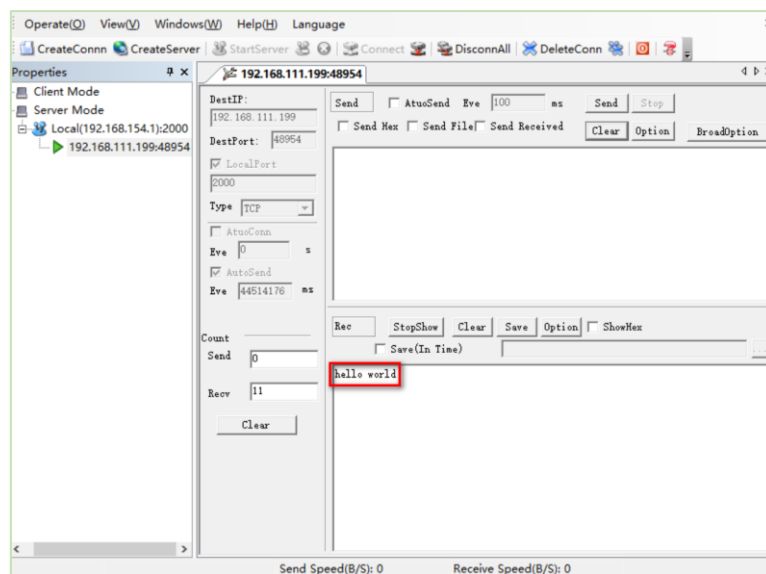 Operate(O) View(V) Windows(W) Help(H) Language
CreateConnn CreateServer StartServer Connect DisconnAll DeleteConn
Properties
Client Mode
Server Mode
Local(192.168.154.1):2000
192.168.111.199:48954
192.168.111.199:48954
DestIP:
192.168.111.199
DestPort: 48954
LocalPort
2000
Type TCP
AtuoConn
Eve 0 s
AutoSend
Eve 44514176 ms
Count
Send 0
Recv 11
Clear
Send AtuoSend Eve 100 ms Send Stop
Send Hex Send File Send Received Clear Option BroadOption
Rec StopShow Clear Save Option ShowHex
Save(In Time) ...
hello world
Send Speed(B/S): 0 Receive Speed(B/S): 0